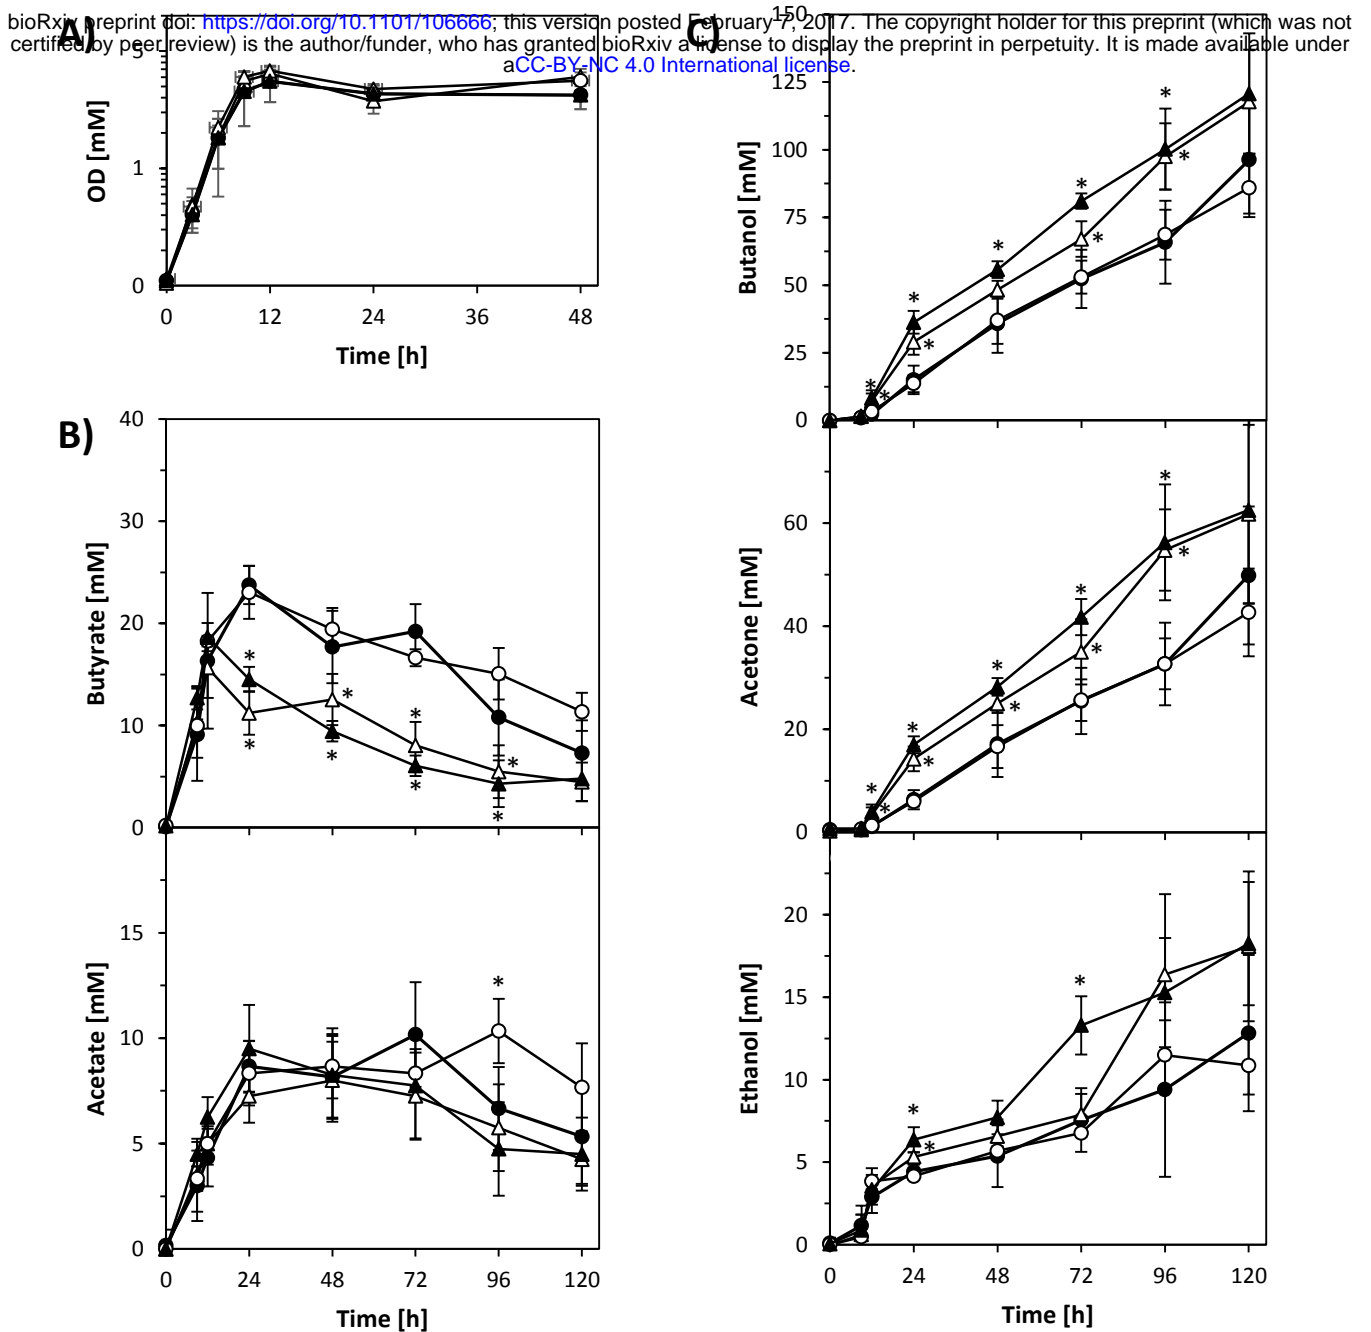 bioRxiv preprint doi: https://doi.org/10.1101/106666; this version posted February 7, 2017. The copyright holder for this preprint (which was not
certified by peer review) is the author/funder, who has granted bioRxiv a license to display the preprint in perpetuity. It is made available under
aCC-BY-NC 4.0 International license.
A)
5
1
0
OD [mM]
0 12 24 36 48
Time [h]
B)
40
30
20
10
0
Butyrate [mM]
15
10
5
0
Acetate [mM]
0 24 48 72 96 120
Time [h]
C)
150
125
100
75
50
25
0
Butanol [mM]
60
40
20
0
Acetone [mM]
20
15
10
5
0
Ethanol [mM]
0 24 48 72 96 120
Time [h]